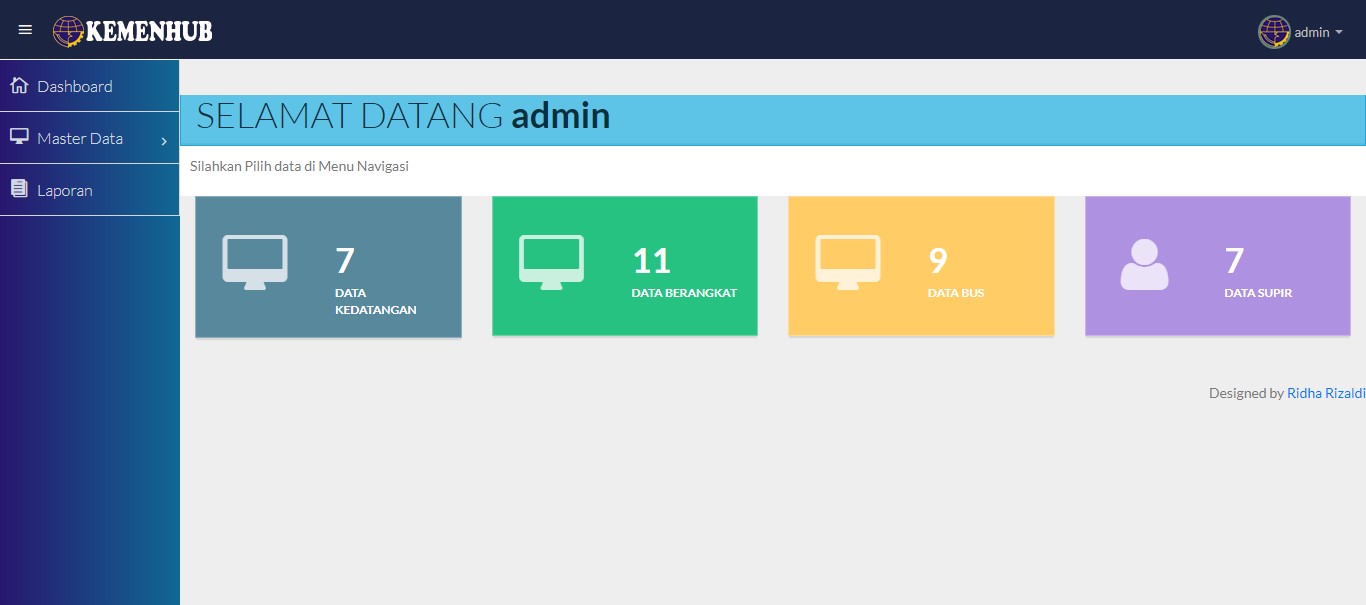 KEMENHUB
admin
Dashboard
Master Data
Laporan
SELAMAT DATANG admin
Silahkan Pilih data di Menu Navigasi
7
DATA
KEDATANGAN
11
DATA BERANGKAT
9
DATA BUS
7
DATA SUPIR
Designed by Ridha Rizaldi